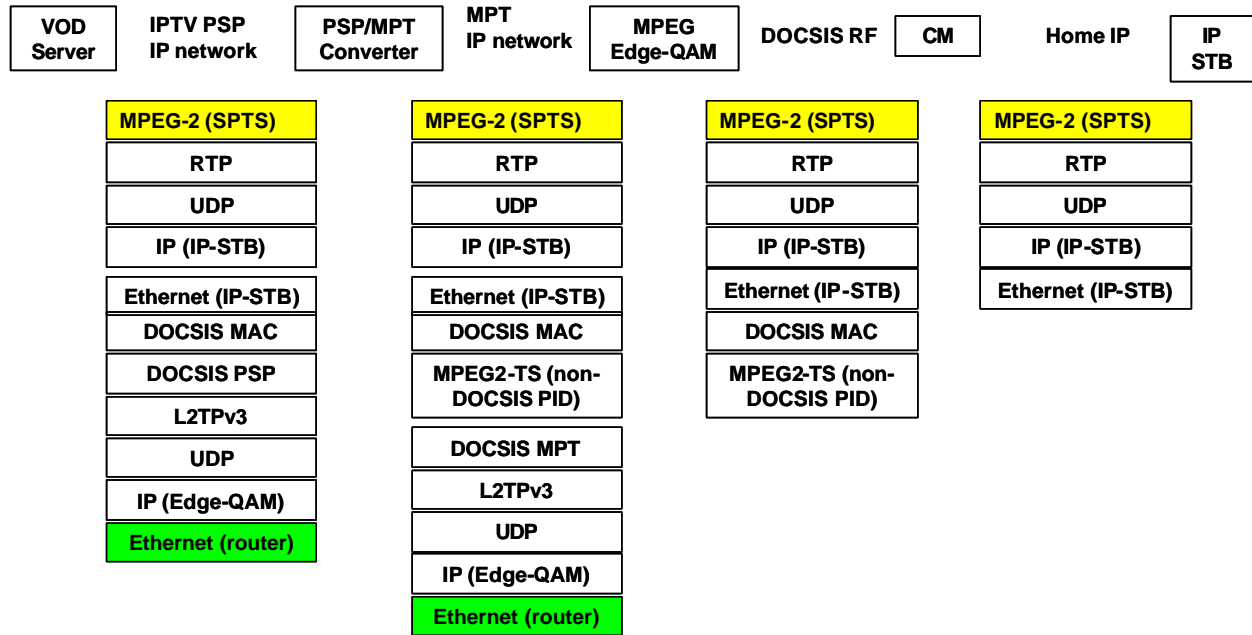 VOD
Server
IPTV PSP
IP network
PSP/MPT
Converter
MPT
IP network
MPEG
Edge-QAM
DOCSIS RF
CM
Home IP
IP
STB
MPEG-2 (SPTS)
RTP
UDP
IP (IP-STB)
Ethernet (IP-STB)
DOCSIS MAC
DOCSIS PSP
L2TPv3
UDP
IP (Edge-QAM)
Ethernet (router)
MPEG-2 (SPTS)
RTP
UDP
IP (IP-STB)
Ethernet (IP-STB)
DOCSIS MAC
MPEG2-TS (non-
DOCSIS PID)
DOCSIS MPT
L2TPv3
UDP
IP (Edge-QAM)
Ethernet (router)
MPEG-2 (SPTS)
RTP
UDP
IP (IP-STB)
Ethernet (IP-STB)
DOCSIS MAC
MPEG2-TS (non-
DOCSIS PID)
MPEG-2 (SPTS)
RTP
UDP
IP (IP-STB)
Ethernet (IP-STB)